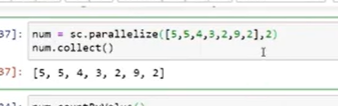 37]: num = sc.parallelize([5,5,4,3,2,9,2],2)
num.collect()
37]: [5, 5, 4, 3, 2, 9, 2]